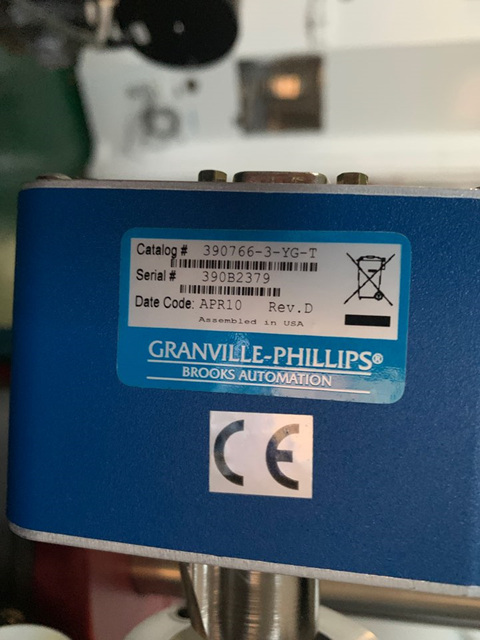 Catalog # 390766-3-YG-T
Serial # 390B2379
Date Code: APR10 Rev.D
Assembled in USA
GRANVILLE-PHILLIPS®
BROOKS AUTOMATION
CE